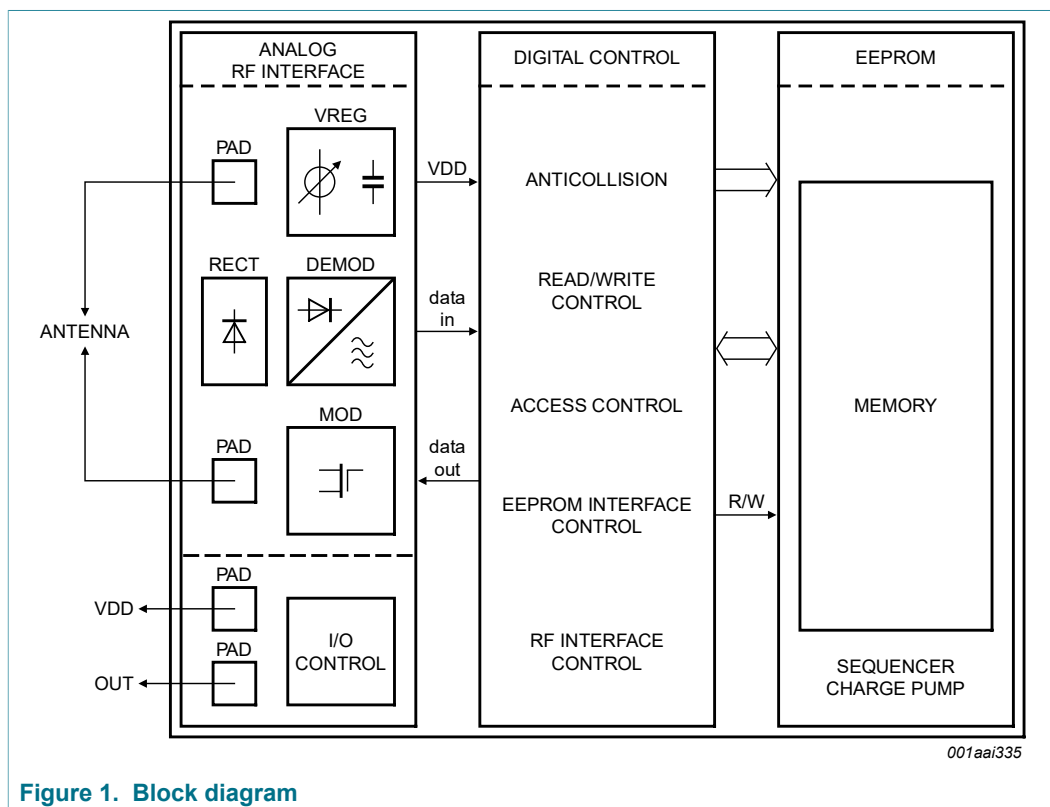 ANALOG
RF INTERFACE
VREG
PAD
VDD
RECT
DEMOD
data
in
ANTENNA
MOD
PAD
data
out
PAD
VDD
I/O
CONTROL
PAD
OUT
DIGITAL CONTROL
ANTICOLLISION
READ/WRITE
CONTROL
ACCESS CONTROL
EEPROM INTERFACE
CONTROL
R/W
RF INTERFACE
CONTROL
EEPROM
MEMORY
SEQUENCER
CHARGE PUMP
001aai335
Figure 1. Block diagram